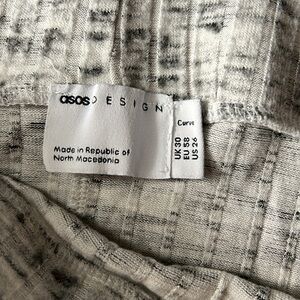 asos DESIGN
Made in Republic of
North Macedonia
Curve
UK 30
EU 58
US 26